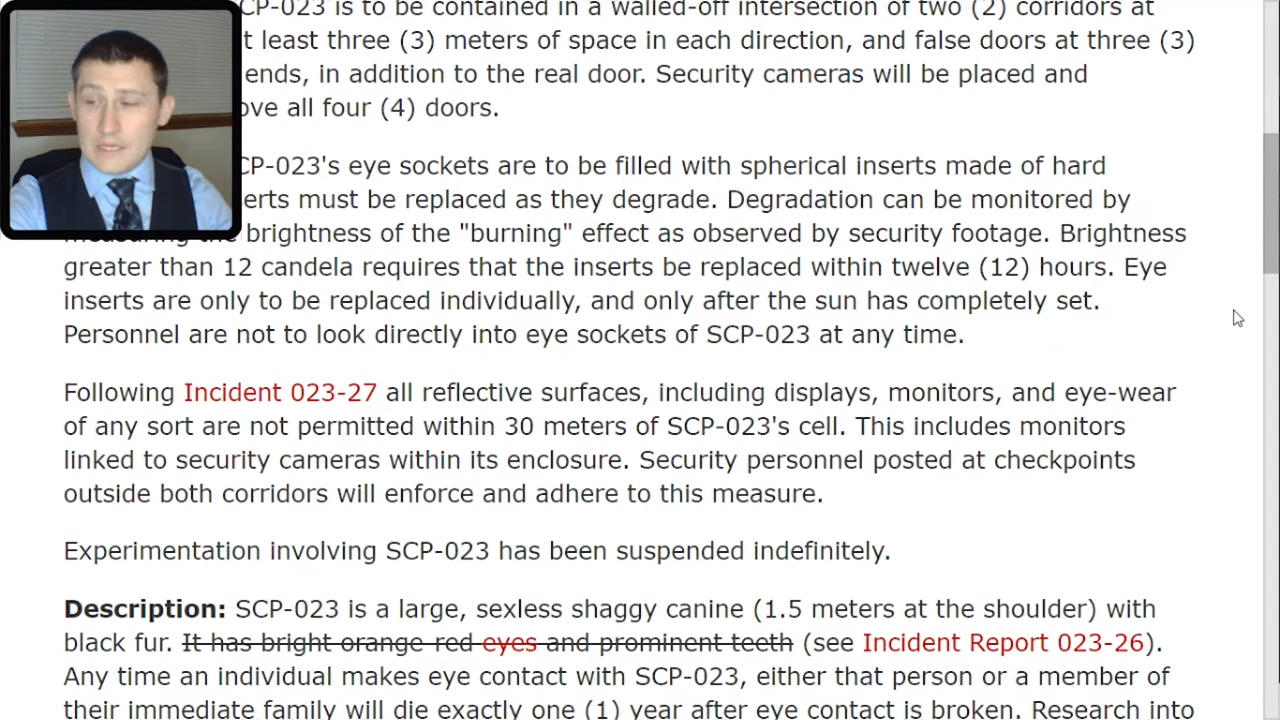 CP-023 is to be contained in a walled-off intersection of two (2) corridors at
t least three (3) meters of space in each direction, and false doors at three (3)
ends, in addition to the real door. Security cameras will be placed and
ove all four (4) doors.
CP-023's eye sockets are to be filled with spherical inserts made of hard
erts must be replaced as they degrade. Degradation can be monitored by
brightness of the "burning" effect as observed by security footage. Brightness
greater than 12 candela requires that the inserts be replaced within twelve (12) hours. Eye
inserts are only to be replaced individually, and only after the sun has completely set.
Personnel are not to look directly into eye sockets of SCP-023 at any time.
Following Incident 023-27 all reflective surfaces, including displays, monitors, and eye-wear
of any sort are not permitted within 30 meters of SCP-023's cell. This includes monitors
linked to security cameras within its enclosure. Security personnel posted at checkpoints
outside both corridors will enforce and adhere to this measure.
Experimentation involving SCP-023 has been suspended indefinitely.
Description: SCP-023 is a large, sexless shaggy canine (1.5 meters at the shoulder) with
black fur. It has bright orange-red eyes and prominent teeth (see Incident Report 023-26).
Any time an individual makes eye contact with SCP-023, either that person or a member of
their immediate family will die exactly one (1) year after eye contact is broken. Research into